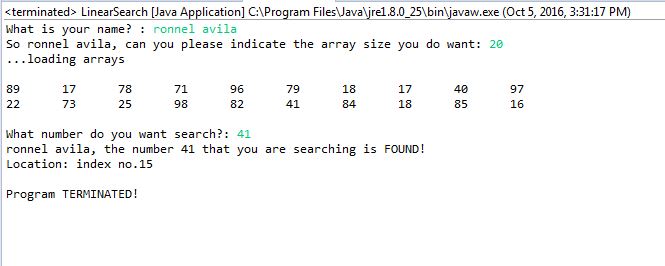 <terminated> LinearSearch [Java Application] C:\Program Files\Java\jre1.8.0_25\bin\javaw.exe (Oct 5, 2016, 3:31:17 PM)
What is your name? : ronnel avila
So ronnel avila, can you please indicate the array size you do want: 20
...loading arrays
89 17 78 71 96 79 18 17 40 97
22 73 25 98 82 41 84 18 85 16
What number do you want search?: 41
ronnel avila, the number 41 that you are searching is FOUND!
Location: index no.15
Program TERMINATED!